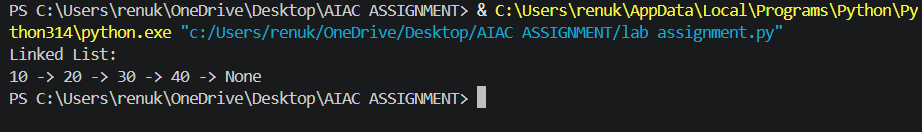 PS C:\Users\renuk\OneDrive\Desktop\AIAC ASSIGNMENT> & C:\Users\renuk\AppData\Local\Programs\Python\Py
thon314\python.exe "c:/Users/renuk/OneDrive/Desktop/AIAC ASSIGNMENT/lab assignment.py"
Linked List:
10 -> 20 -> 30 -> 40 -> None
PS C:\Users\renuk\OneDrive\Desktop\AIAC ASSIGNMENT>